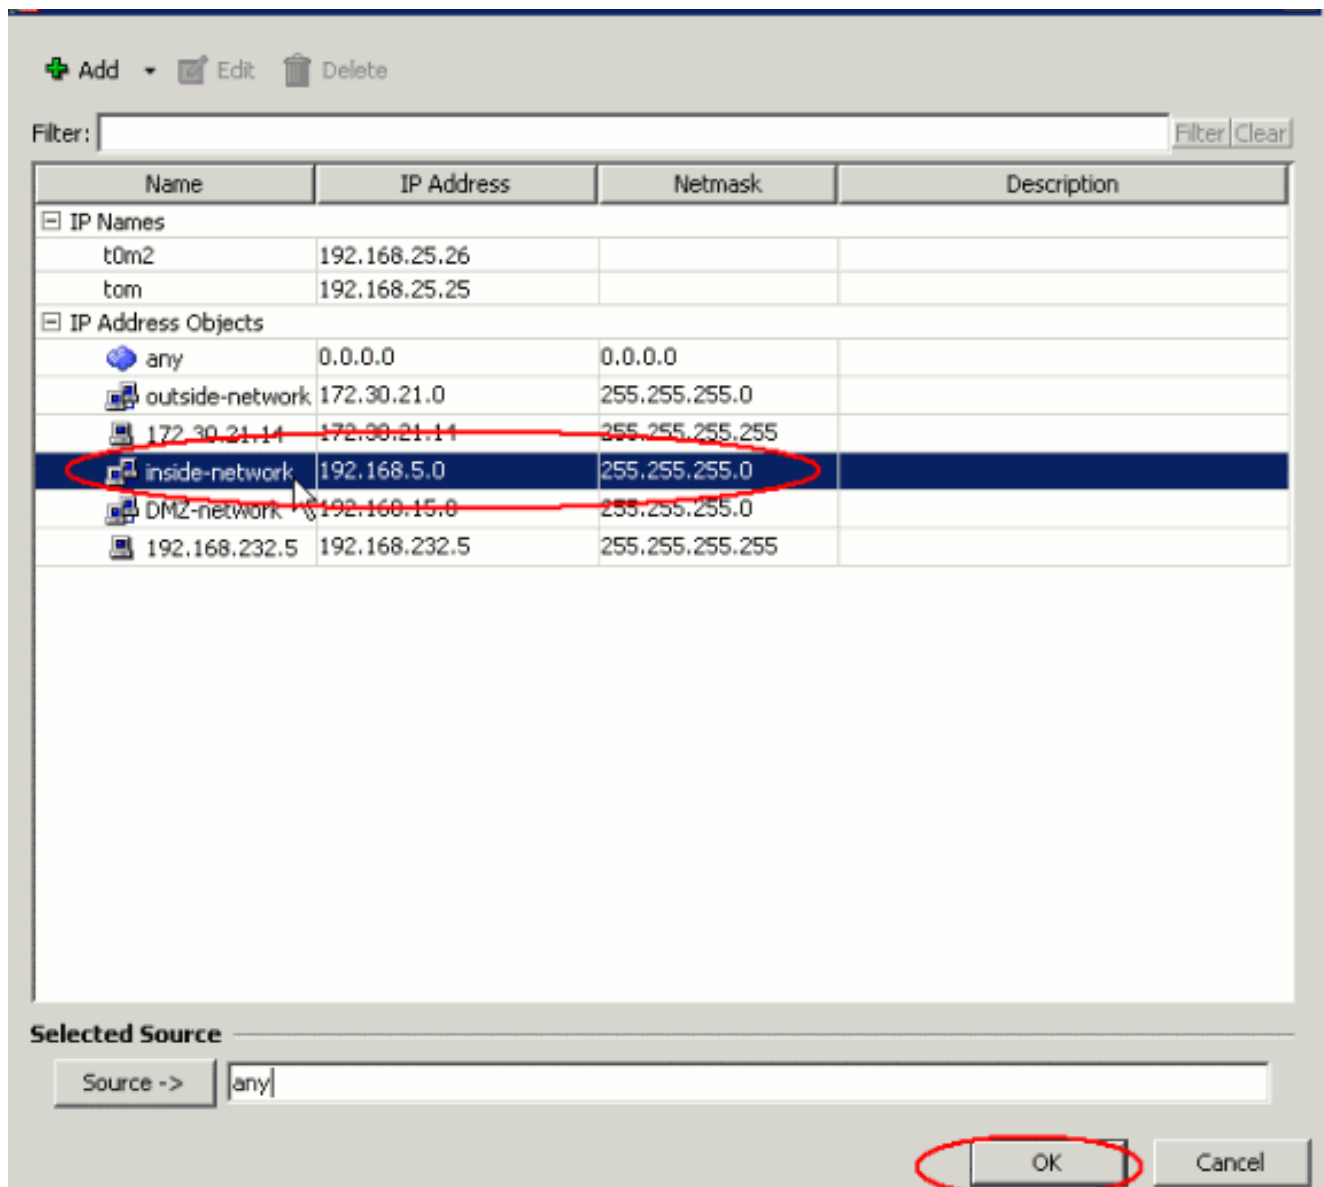 Add Edit Delete
Filter: Filter Clear
Name IP Address Netmask Description
IP Names
t0m2 192.168.25.26
tom 192.168.25.25
IP Address Objects
any 0.0.0.0 0.0.0.0
outside-network 172.30.21.0 255.255.255.0
172.30.21.14 172.30.21.14 255.255.255.255
inside-network 192.168.5.0 255.255.255.0
DMZ-network 192.168.15.0 255.255.255.0
192.168.232.5 192.168.232.5 255.255.255.255
Selected Source
Source -> any
OK Cancel